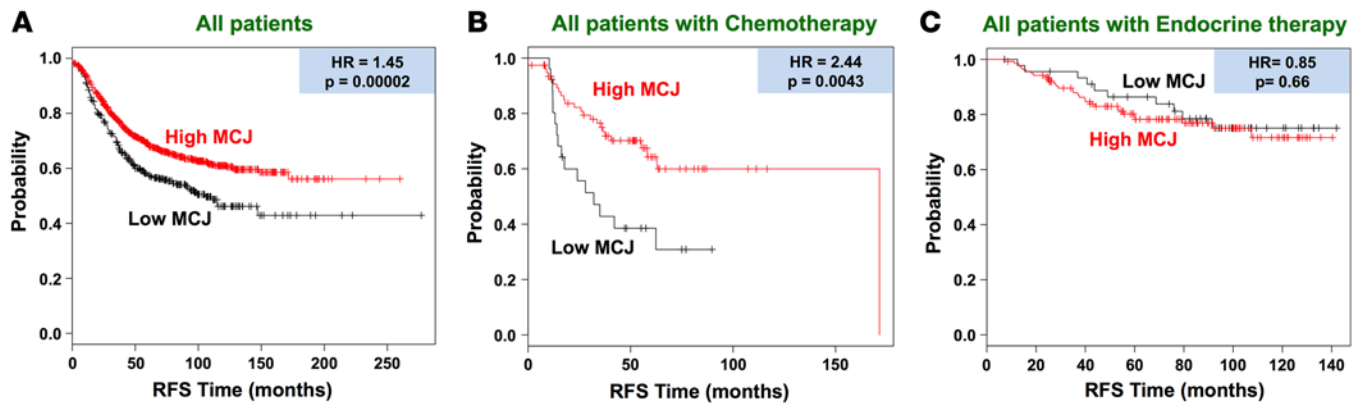 A
All patients
HR = 1.45
p = 0.00002
1.0
0.8
0.6
0.4
0.2
0.0
Probability
High MCJ
Low MCJ
0 50 100 150 200 250
RFS Time (months)
B
All patients with Chemotherapy
HR = 2.44
p = 0.0043
1.0
0.8
0.6
0.4
0.2
0.0
Probability
High MCJ
Low MCJ
0 50 100 150
RFS Time (months)
C
All patients with Endocrine therapy
HR= 0.85
p= 0.66
1.0
0.8
0.6
0.4
0.2
0.0
Probability
Low MCJ
High MCJ
0 20 40 60 80 100 120 140
RFS Time (months)